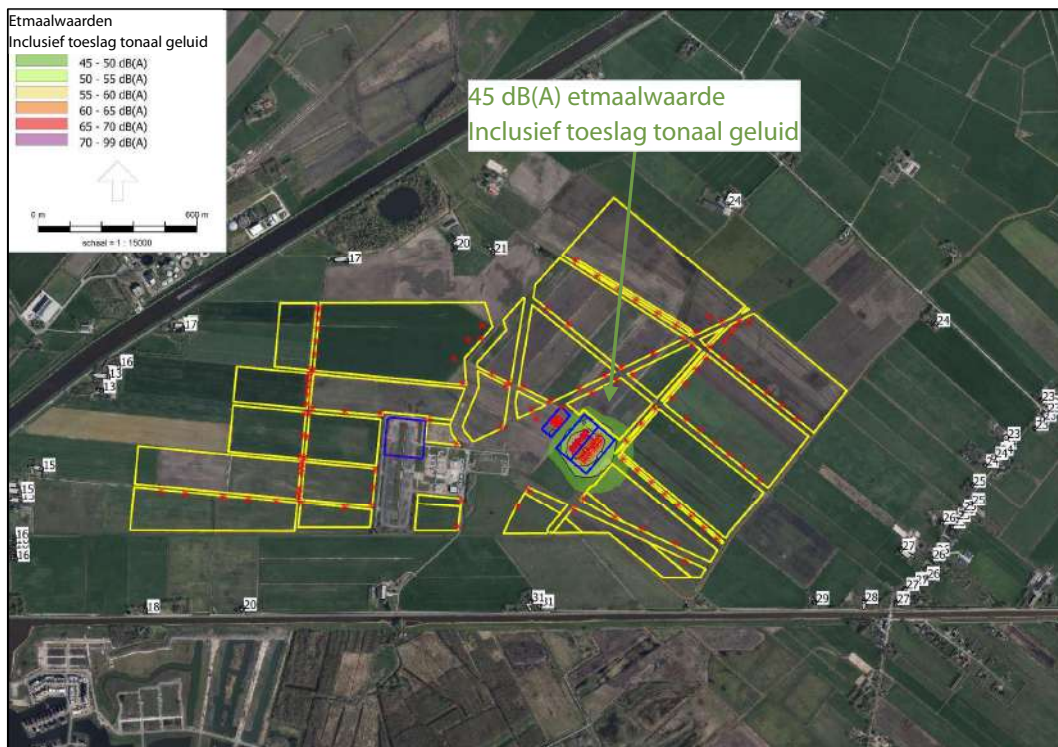 Etmaalwaarden
Inclusief toeslag tonaal geluid
45 - 50 dB(A)
50 - 55 dB(A)
55 - 60 dB(A)
60 - 65 dB(A)
65 - 70 dB(A)
70 - 99 dB(A)
0 m
600 m
schaal = 1 : 15000
45 dB(A) etmaalwaarde
Inclusief toeslag tonaal geluid
24
20
21
17
24
17
16
13
13
23
23
24
15
25
15
25
26
16
27
26
16
26
27
18
20
31
29
28
27